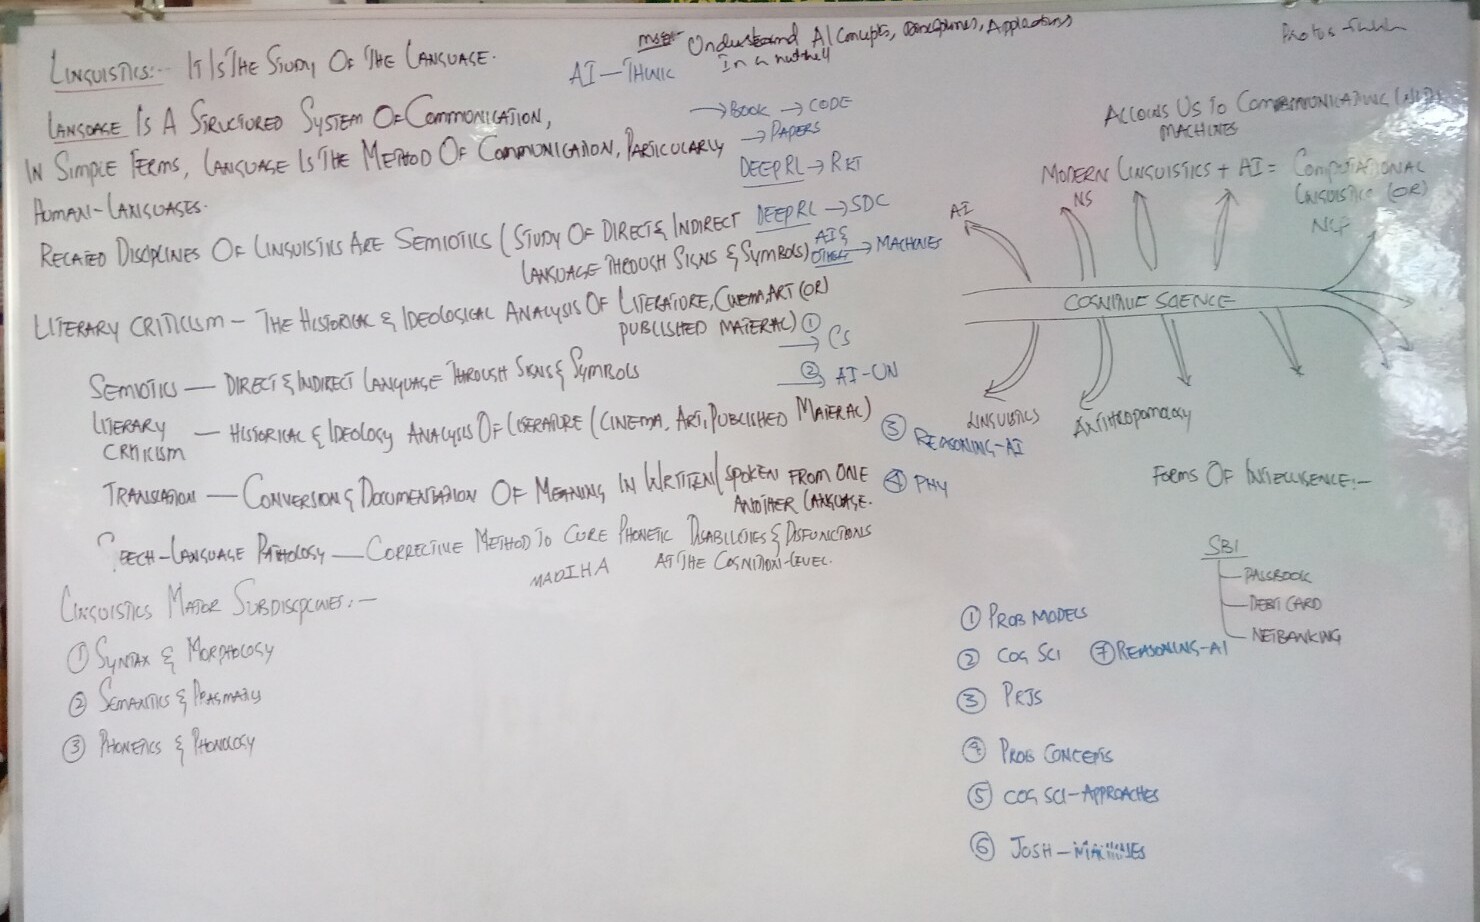 LINGUISTICS:- IT IS THE STUDY OF THE LANGUAGE.
LANGUAGE IS A STRUCTURED SYSTEM OF COMMUNICATION,
IN SIMPLE TERMS, LANGUAGE IS THE METHOD OF COMMUNICATION, PARTICULARLY
HUMAN-LANGUAGES.
RELATED DISCIPLINES OF LINGUISTICS ARE SEMIOTICS (STUDY OF DIRECT & INDIRECT
LANGUAGE THROUGH SIGNS & SYMBOLS)
LITERARY CRITICISM - THE HISTORICAL & IDEOLOGICAL ANALYSIS OF LITERATURE, CINEMA, ART (OR)
PUBLISHED MATERIAL)
SEMIOTICS — DIRECT & INDIRECT LANGUAGE THROUGH SIGNS & SYMBOLS
LITERARY CRITICISM — HISTORICAL & IDEOLOGY ANALYSIS OF LITERATURE (CINEMA, ART, PUBLISHED MATERIAL)
TRANSLATION — CONVERSION & DOCUMENTATION OF MEANING IN WRITTEN/SPOKEN FROM ONE
ANOTHER LANGUAGE.
SPEECH-LANGUAGE PATHOLOGY — CORRECTIVE METHOD TO CURE PHONETIC DISABILITIES & DISFUNCTIONS
AT THE COGNITION-LEVEL.
MADIHA
LINGUISTICS MAJOR SUBDISCIPLINES:-
① SYNTAX & MORPHOLOGY
② SEMANTICS & PRAGMATICS
③ PHONETICS & PHONOLOGY
Understand AI Concepts, Disciplines, Applications
In a nutshell
AI — THINK
→ BOOK → CODE
→ PAPERS
DEEPRL → RKT
DEEPRL → SDC
AI & OTHER → MACHINES
① → CS
② → AI-UN
③ REASONING-AI
④ PHY
ALLOWS US TO COMMUNICATING (WITH)
MACHINES
MODERN LINGUISTICS + AI = COMPUTATIONAL
LINGUISTICS (OR)
NLP
AI
NS
COGNITIVE SCIENCE
LINGUISTICS
ANTHROPOMOLOGY
FORMS OF INTELLIGENCE:-
SBI
PASSBOOK
DEBIT CARD
NETBANKING
① PROB MODELS
② COG SCI
⑦ REASONING-AI
③ PRJS
④ PROB CONCEPTS
⑤ COG SCI-APPROACHES
⑥ JOSH-MACHINES